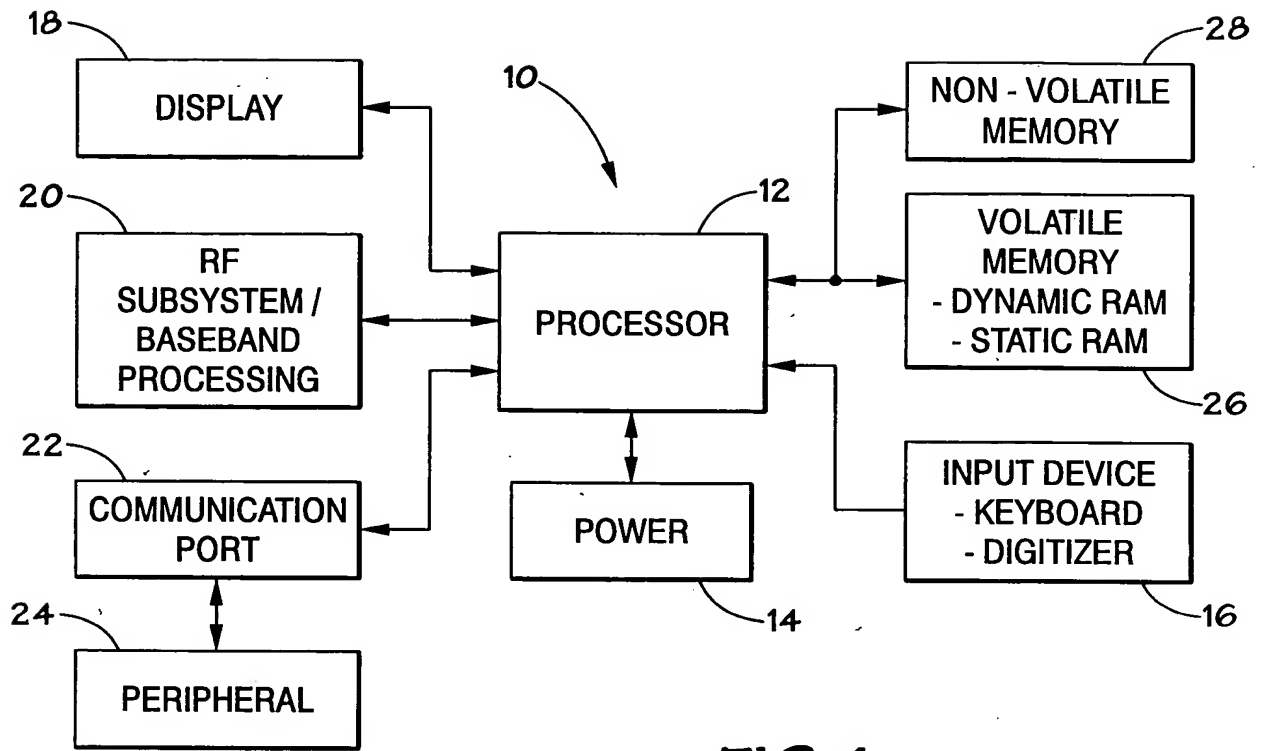 18
DISPLAY
20
RF
SUBSYSTEM /
BASEBAND
PROCESSING
22
COMMUNICATION
PORT
24
PERIPHERAL
10
12
PROCESSOR
POWER
14
28
NON - VOLATILE
MEMORY
VOLATILE
MEMORY
- DYNAMIC RAM
- STATIC RAM
26
INPUT DEVICE
- KEYBOARD
- DIGITIZER
16